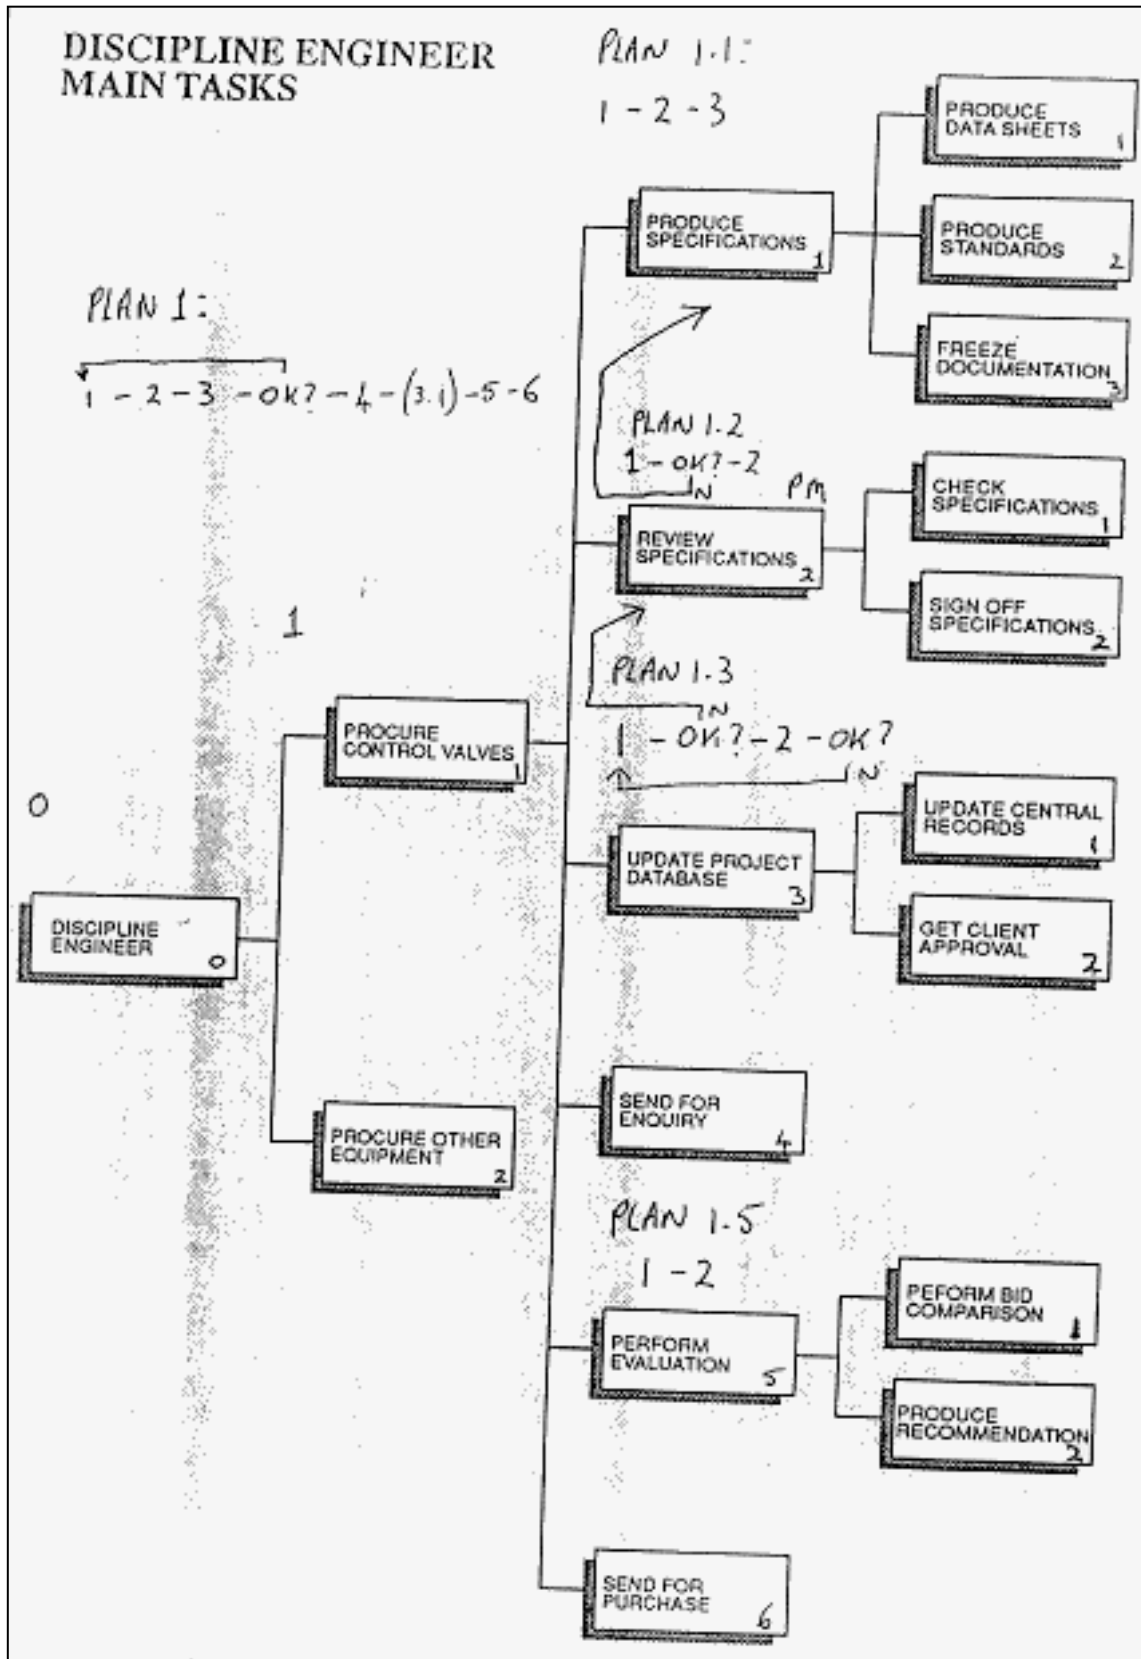 DISCIPLINE ENGINEER
MAIN TASKS
PLAN 1.1:
1 - 2 - 3
PRODUCE
DATA SHEETS
1
PRODUCE
SPECIFICATIONS
1
PRODUCE
STANDARDS
2
FREEZE
DOCUMENTATION
3
PLAN 1:
1 - 2 - 3 - OK? - 4 - (3.1) - 5 - 6
PLAN 1.2
1 - OK? - 2
N
PM
REVIEW
SPECIFICATIONS
2
CHECK
SPECIFICATIONS
1
SIGN OFF
SPECIFICATIONS
2
1
PLAN 1.3
N
1 - OK? - 2 - OK?
N
PROCURE
CONTROL VALVES
1
UPDATE PROJECT
DATABASE
3
UPDATE CENTRAL
RECORDS
1
GET CLIENT
APPROVAL
2
0
DISCIPLINE
ENGINEER
0
PROCURE OTHER
EQUIPMENT
2
SEND FOR
ENQUIRY
4
PLAN 1.5
1 - 2
PERFORM
EVALUATION
5
PEFORM BID
COMPARISON
1
PRODUCE
RECOMMENDATION
2
SEND FOR
PURCHASE
6